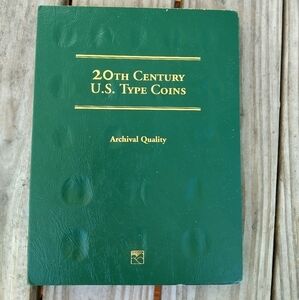 20TH CENTURY
U.S. TYPE COINS
Archival Quality